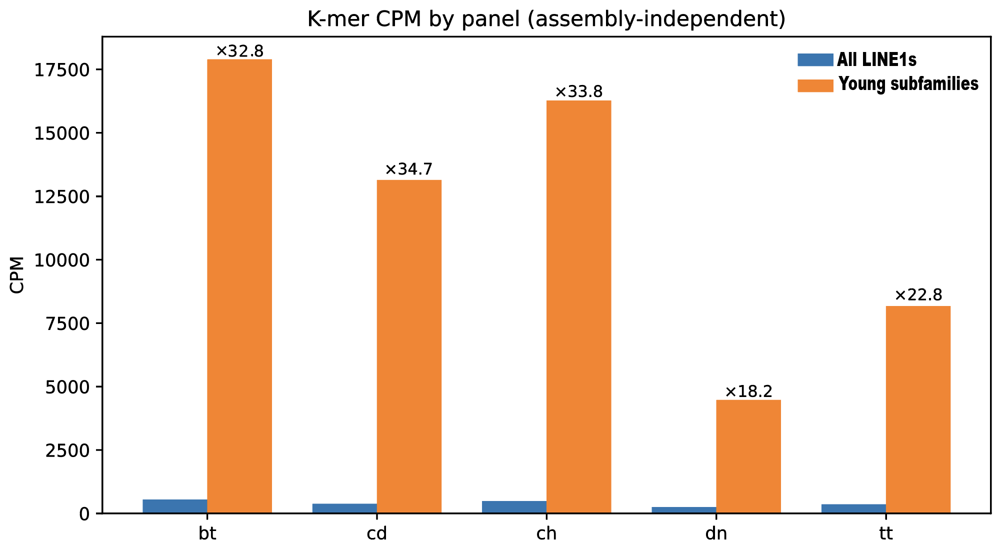 K-mer CPM by panel (assembly-independent)
All LINE1s
Young subfamilies
×32.8
×34.7
×33.8
×18.2
×22.8
17500
15000
12500
10000
7500
5000
2500
0
CPM
bt
cd
ch
dn
tt